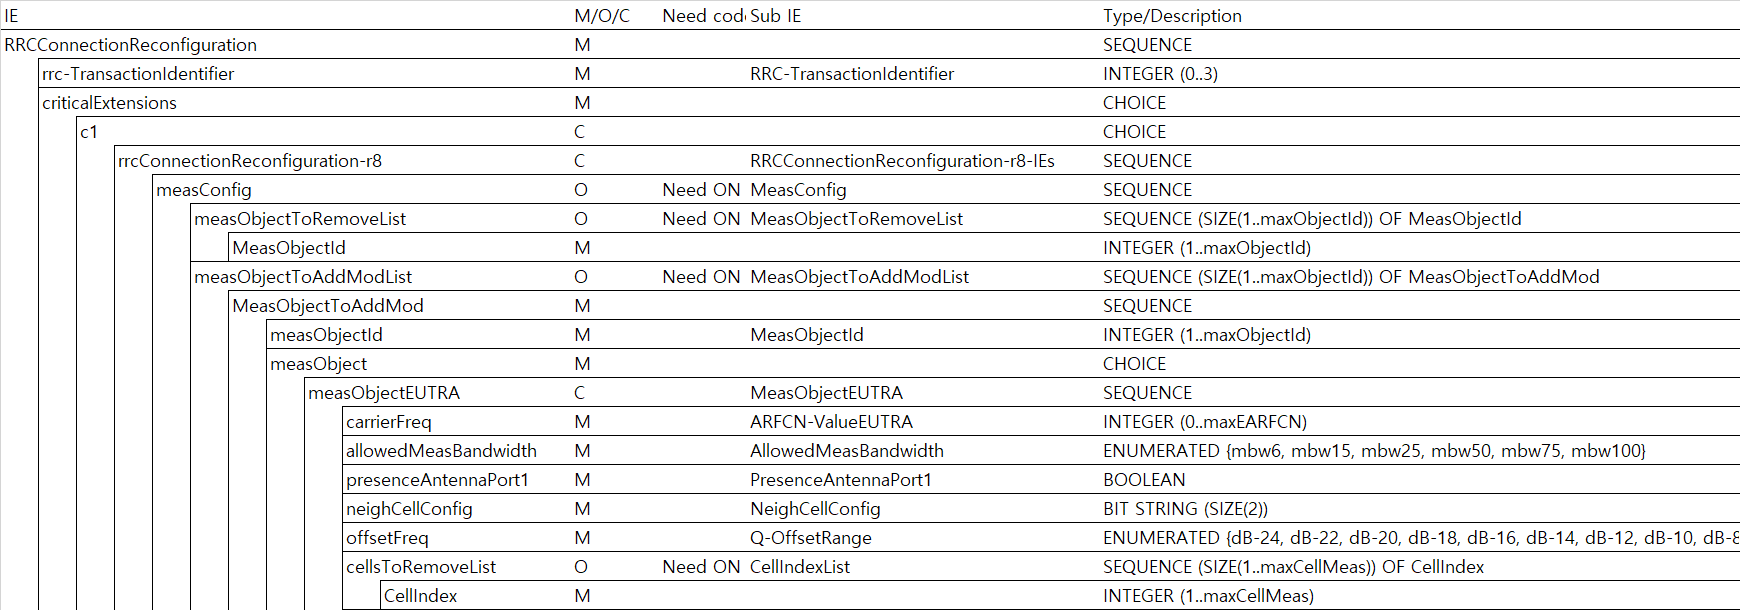 IE M/O/C Need cod Sub IE Type/Description
RRCConnectionReconfiguration M SEQUENCE
rrc-TransactionIdentifier M RRC-TransactionIdentifier INTEGER (0..3)
criticalExtensions M CHOICE
c1 C CHOICE
rrcConnectionReconfiguration-r8 C RRCConnectionReconfiguration-r8-IEs SEQUENCE
measConfig O Need ON MeasConfig SEQUENCE
measObjectToRemoveList O Need ON MeasObjectToRemoveList SEQUENCE (SIZE(1..maxObjectId)) OF MeasObjectId
MeasObjectId M INTEGER (1..maxObjectId)
measObjectToAddModList O Need ON MeasObjectToAddModList SEQUENCE (SIZE(1..maxObjectId)) OF MeasObjectToAddMod
MeasObjectToAddMod M SEQUENCE
measObjectId M MeasObjectId INTEGER (1..maxObjectId)
measObject M CHOICE
measObjectEUTRA C MeasObjectEUTRA SEQUENCE
carrierFreq M ARFCN-ValueEUTRA INTEGER (0..maxEARFCN)
allowedMeasBandwidth M AllowedMeasBandwidth ENUMERATED {mbw6, mbw15, mbw25, mbw50, mbw75, mbw100}
presenceAntennaPort1 M PresenceAntennaPort1 BOOLEAN
neighCellConfig M NeighCellConfig BIT STRING (SIZE(2))
offsetFreq M Q-OffsetRange ENUMERATED {dB-24, dB-22, dB-20, dB-18, dB-16, dB-14, dB-12, dB-10, dB-8
cellsToRemoveList O Need ON CellIndexList SEQUENCE (SIZE(1..maxCellMeas)) OF CellIndex
CellIndex M INTEGER (1..maxCellMeas)